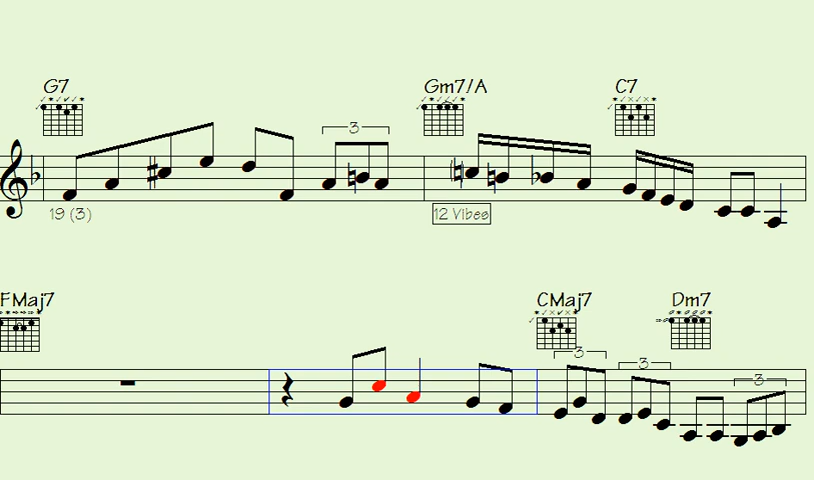 G7 Gm7/A C7
3
19 (3) 12 Vibes
FMaj7 CMaj7 Dm7
3 3 3